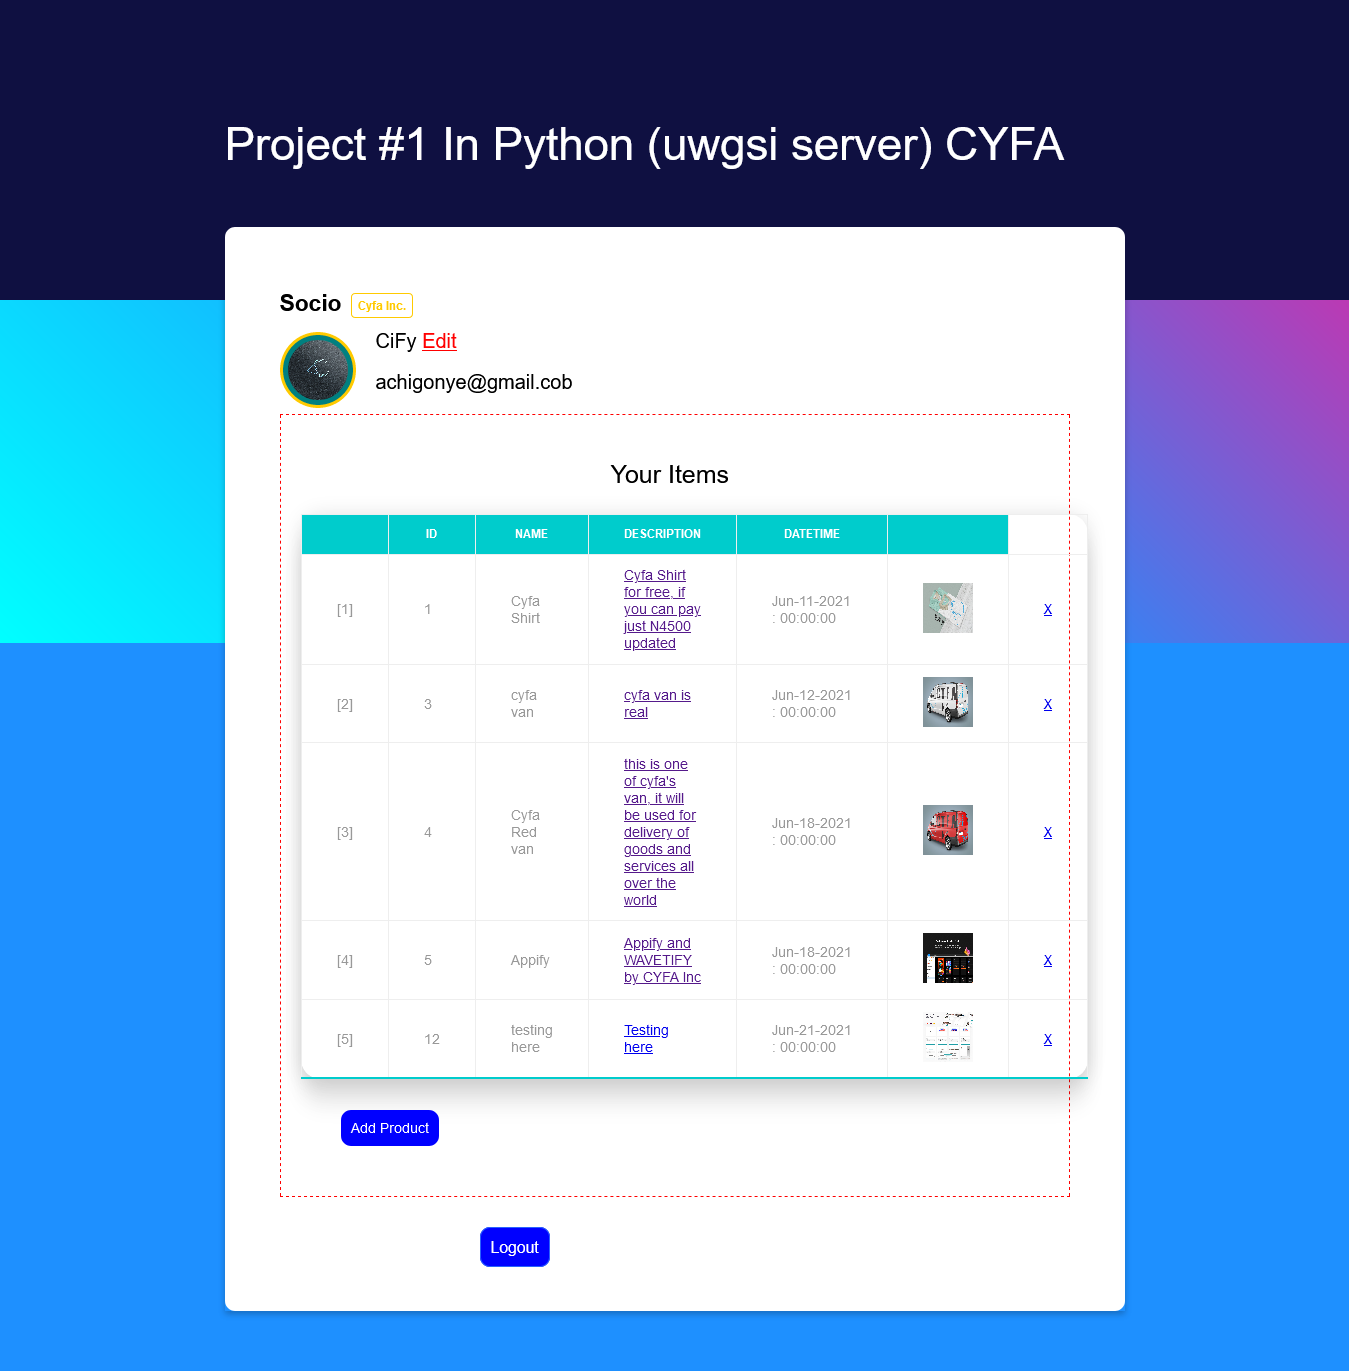 Project #1 In Python (uwgsi server) CYFA
Socio Cyfa Inc.
CiFy Edit
achigonye@gmail.cob
Your Items
ID NAME DESCRIPTION DATETIME
[1] 1 Cyfa
Shirt
Cyfa Shirt
for free, if
you can pay
just N4500
updated
Jun-11-2021
: 00:00:00
X
[2] 3 cyfa
van
cyfa van is
real
Jun-12-2021
: 00:00:00
X
[3] 4 Cyfa
Red
van
this is one
of cyfa's
van, it will
be used for
delivery of
goods and
services all
over the
world
Jun-18-2021
: 00:00:00
X
[4] 5 Appify
Appify and
WAVETIFY
by CYFA Inc
Jun-18-2021
: 00:00:00
X
[5] 12 testing
here
Testing
here
Jun-21-2021
: 00:00:00
X
Add Product
Logout